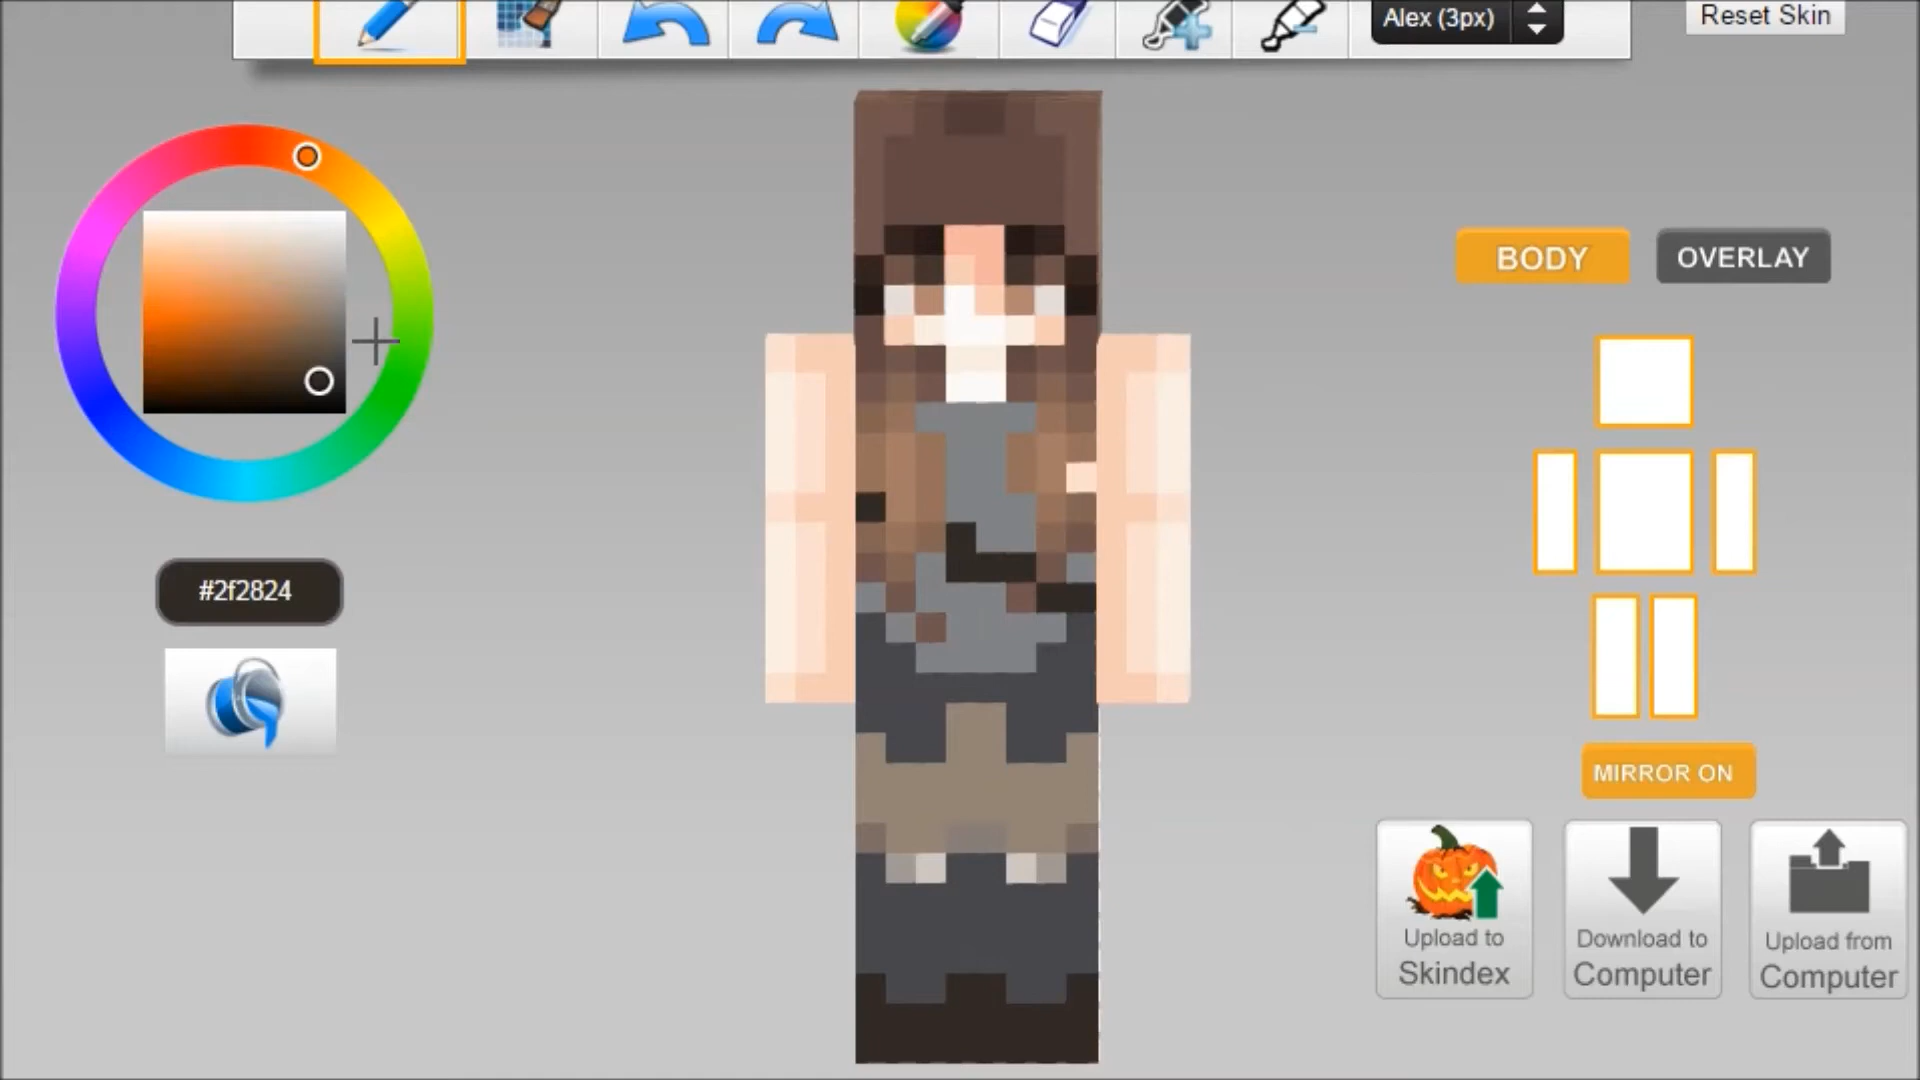 Alex (3px)
Reset Skin
BODY
OVERLAY
#2f2824
MIRROR ON
Upload to
Skindex
Download to
Computer
Upload from
Computer